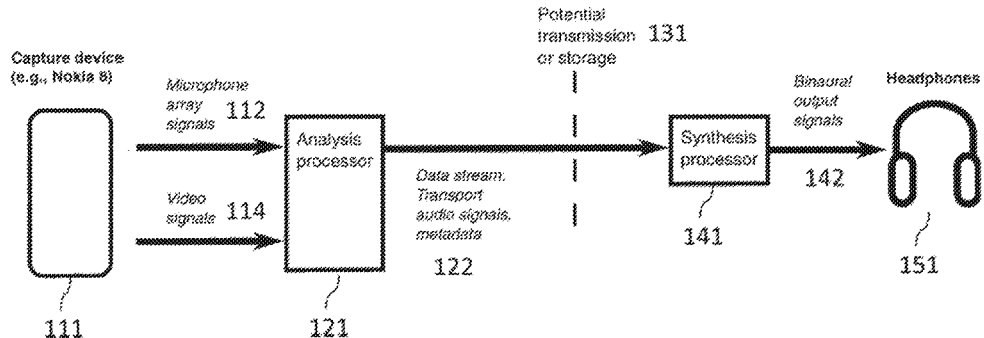 Capture device
(e.g., Nokia 8)
111
Microphone
array
signals
112
Video
signals
114
Analysis
processor
121
Data stream:
Transport
audio signals,
metadata
122
Potential
transmission
or storage
131
Synthesis
processor
141
Binaural
output
signals
142
Headphones
151